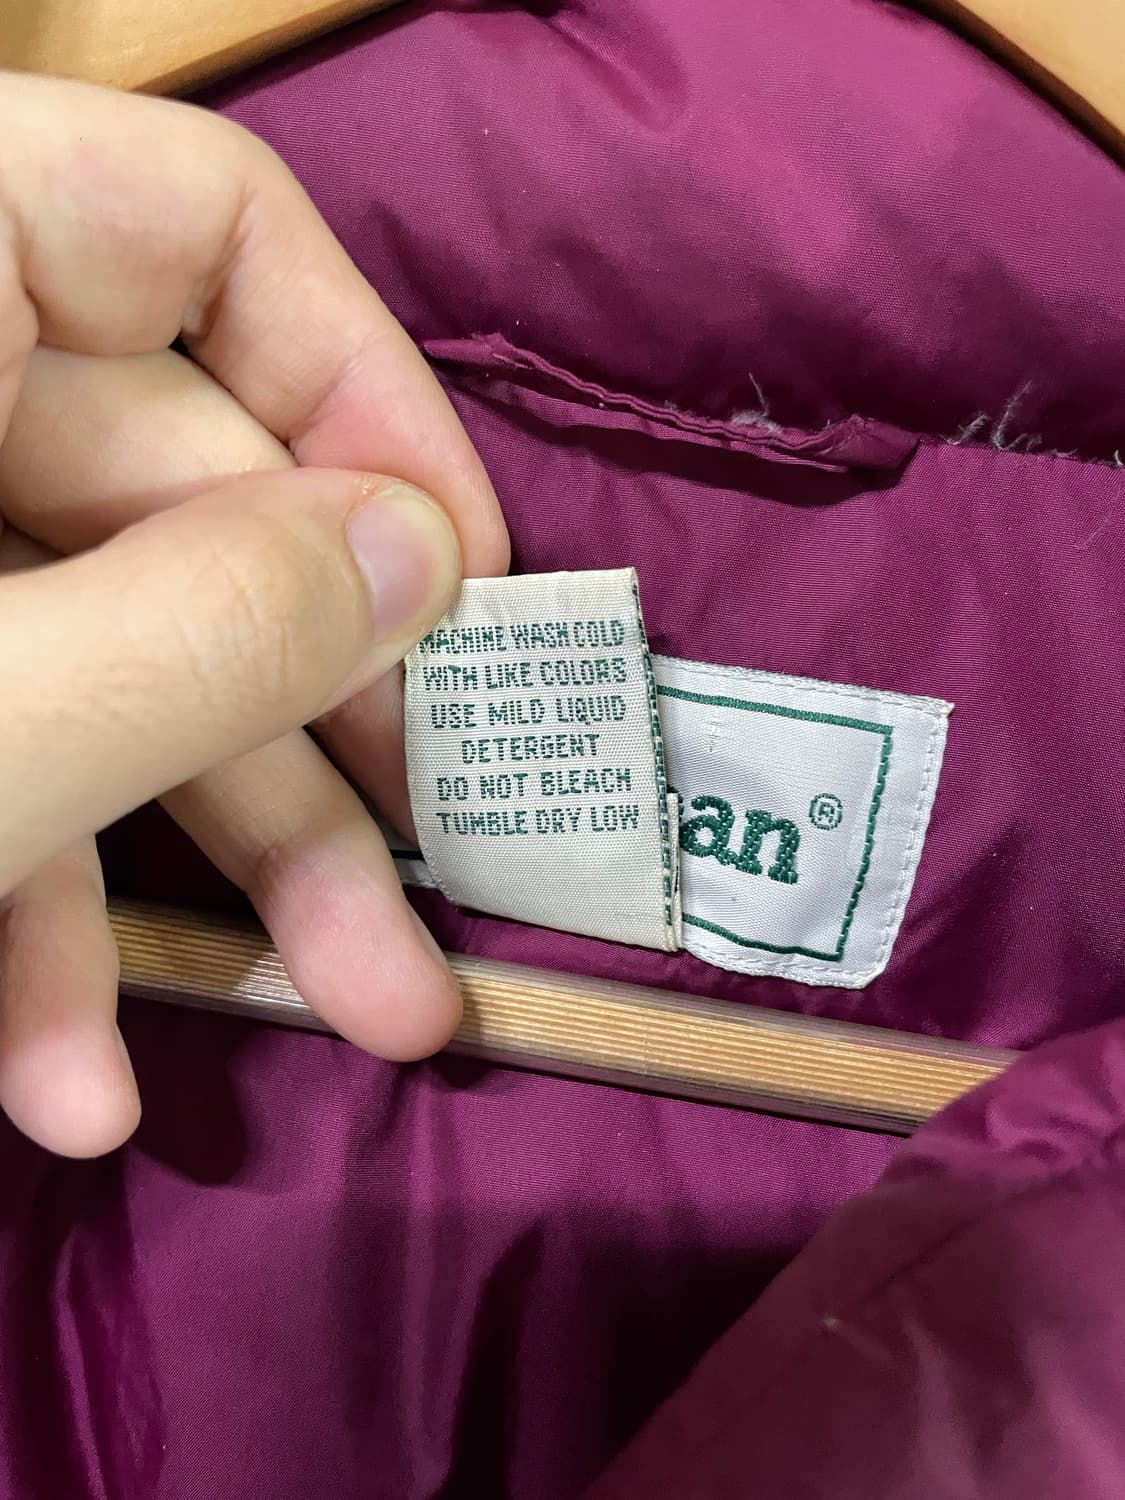 MACHINE WASH COLD
WITH LIKE COLORS
USE MILD LIQUID
DETERGENT
DO NOT BLEACH
TUMBLE DRY LOW
an®